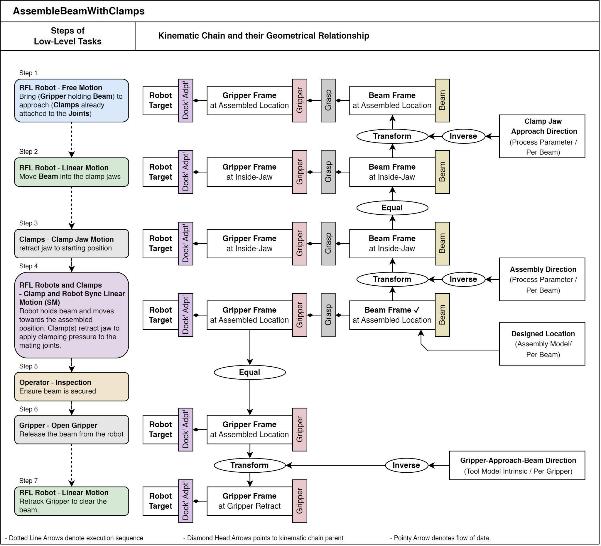 AssembleBeamWithClamps
Steps of
Low-Level Tasks
Kinematic Chain and their Geometrical Relationship
Step 1
RFL Robot - Free Motion
Bring (Gripper holding Beam) to
approach (Clamps already
attached to the Joints)
Robot
Target
Dock' Adpt'
Gripper Frame
at Assembled Location
Gripper
Grasp
Beam Frame
at Assembled Location
Beam
Transform
Inverse
Clamp Jaw
Approach Direction
(Process Parameter /
Per Beam)
Step 2
RFL Robot - Linear Motion
Move Beam into the clamp jaws
Robot
Target
Dock' Adpt'
Gripper Frame
at Inside-Jaw
Gripper
Grasp
Beam Frame
at Inside-Jaw
Beam
Equal
Step 3
Clamps - Clamp Jaw Motion
retract jaw to starting position
Robot
Target
Dock' Adpt'
Gripper Frame
at Inside-Jaw
Gripper
Grasp
Beam Frame
at Inside-Jaw
Beam
Transform
Inverse
Assembly Direction
(Process Parameter /
Per Beam)
Step 4
RFL Robots and Clamps
- Clamp and Robot Sync Linear
Motion (SM)
Robot holds beam and moves
towards the assembled
position. Clamp(s) retract jaw to
apply clamping pressure to the
mating joints.
Robot
Target
Dock' Adpt'
Gripper Frame
at Assembled Location
Gripper
Grasp
Beam Frame ✓
at Assembled Location
Beam
Designed Location
(Assembly Model/
Per Beam)
Equal
Step 5
Operator - Inspection
Ensure beam is secured
Step 6
Gripper - Open Gripper
Release the beam from the robot
Robot
Target
Dock' Adpt'
Gripper Frame
at Assembled Location
Gripper
Transform
Inverse
Gripper-Approach-Beam Direction
(Tool Model Intrinsic / Per Gripper)
Step 7
RFL Robot - Linear Motion
Retrack Gripper to clear the
beam.
Robot
Target
Dock' Adpt'
Gripper Frame
at Gripper Retract
Gripper
- Dotted Line Arrows denote execution sequence
- Diamond Head Arrows points to kinematic chain parent
- Pointy Arrow denotes flow of data.